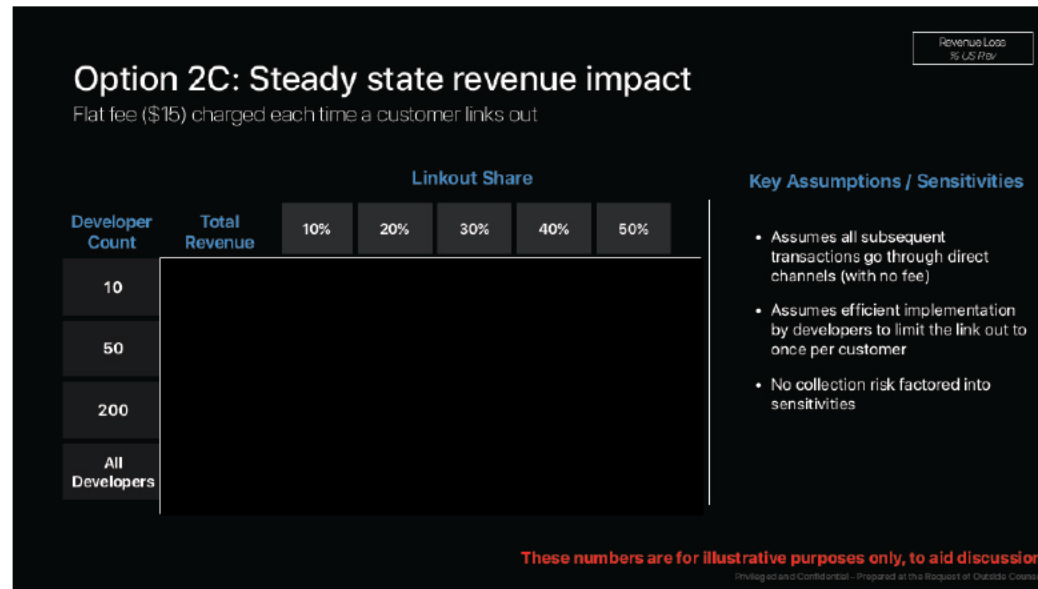 Revenue Loss
% US Rev
Option 2C: Steady state revenue impact
Flat fee ($15) charged each time a customer links out
Linkout Share
Developer
Count
Total
Revenue
10%
20%
30%
40%
50%
10
50
200
All
Developers
Key Assumptions / Sensitivities
• Assumes all subsequent
transactions go through direct
channels (with no fee)
• Assumes efficient implementation
by developers to limit the link out to
once per customer
• No collection risk factored into
sensitivities
These numbers are for illustrative purposes only, to aid discussion
Privileged and Confidential – Prepared at the Request of Outside Couns